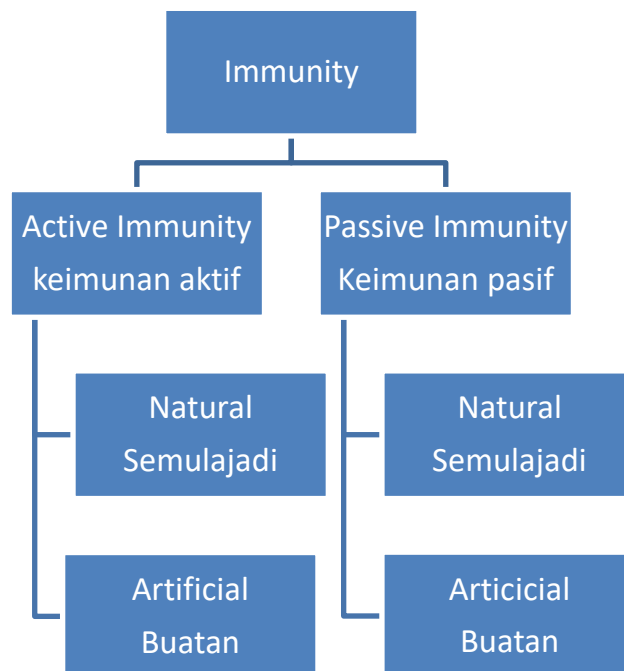 Immunity
Active Immunity
keimunan aktif
Passive Immunity
Keimunan pasif
Natural
Semulajadi
Natural
Semulajadi
Artificial
Buatan
Articicial
Buatan